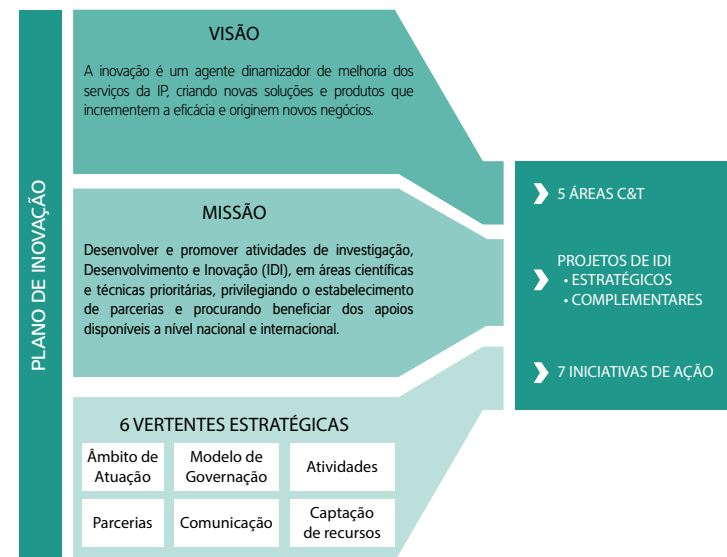 PLANO DE INOVAÇÃO
VISÃO
A inovação é um agente dinamizador de melhoria dos
serviços da IP, criando novas soluções e produtos que
incrementem a eficácia e originem novos negócios.
MISSÃO
Desenvolver e promover atividades de investigação,
Desenvolvimento e Inovação (IDI), em áreas científicas
e técnicas prioritárias, privilegiando o estabelecimento
de parcerias e procurando beneficiar dos apoios
disponíveis a nível nacional e internacional.
6 VERTENTES ESTRATÉGICAS
Âmbito de
Atuação
Modelo de
Governação
Atividades
Parcerias
Comunicação
Captação
de recursos
5 ÁREAS C&T
PROJETOS DE IDI
• ESTRATÉGICOS
• COMPLEMENTARES
7 INICIATIVAS DE AÇÃO